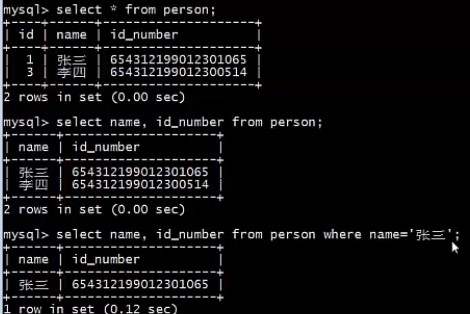 mysql> select * from person;
+----+------+--------------------+
| id | name | id_number |
+----+------+--------------------+
| 1 | 张三 | 654312199012301065 |
| 3 | 李四 | 654312199012300514 |
+----+------+--------------------+
2 rows in set (0.00 sec)
mysql> select name, id_number from person;
+------+--------------------+
| name | id_number |
+------+--------------------+
| 张三 | 654312199012301065 |
| 李四 | 654312199012300514 |
+------+--------------------+
2 rows in set (0.00 sec)
mysql> select name, id_number from person where name='张三';
+------+--------------------+
| name | id_number |
+------+--------------------+
| 张三 | 654312199012301065 |
+------+--------------------+
1 row in set (0.12 sec)